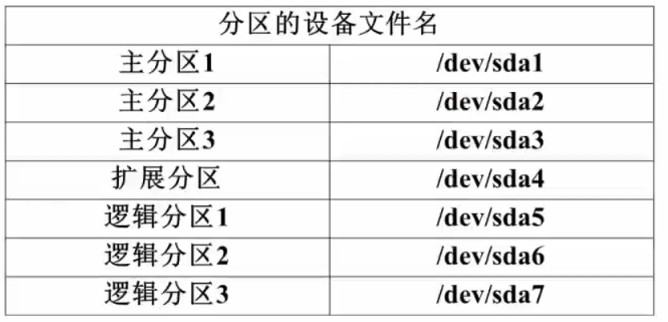 分区的设备文件名
主分区1 /dev/sda1
主分区2 /dev/sda2
主分区3 /dev/sda3
扩展分区 /dev/sda4
逻辑分区1 /dev/sda5
逻辑分区2 /dev/sda6
逻辑分区3 /dev/sda7